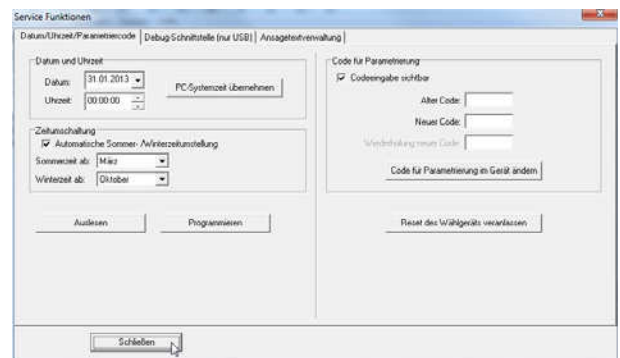 Service Funktionen
Datum/Uhrzeit/Parametriercode
Debug-Schnittstelle (nur USB)
Ansagetextverwaltung
Datum und Uhrzeit
Datum: 31.01.2013
Uhrzeit: 00:00:00
PC-Systemzeit übernehmen
Zeitumschaltung
Automatische Sommer- /Winterzeitumstellung
Sommerzeit ab: März
Winterzeit ab: Oktober
Auslesen
Programmieren
Code für Parametrierung
Codeeingabe sichtbar
Alter Code:
Neuer Code:
Wiederholung neuer Code:
Code für Parametrierung im Gerät ändern
Reset des Wählgeräts veranlassen
Schließen